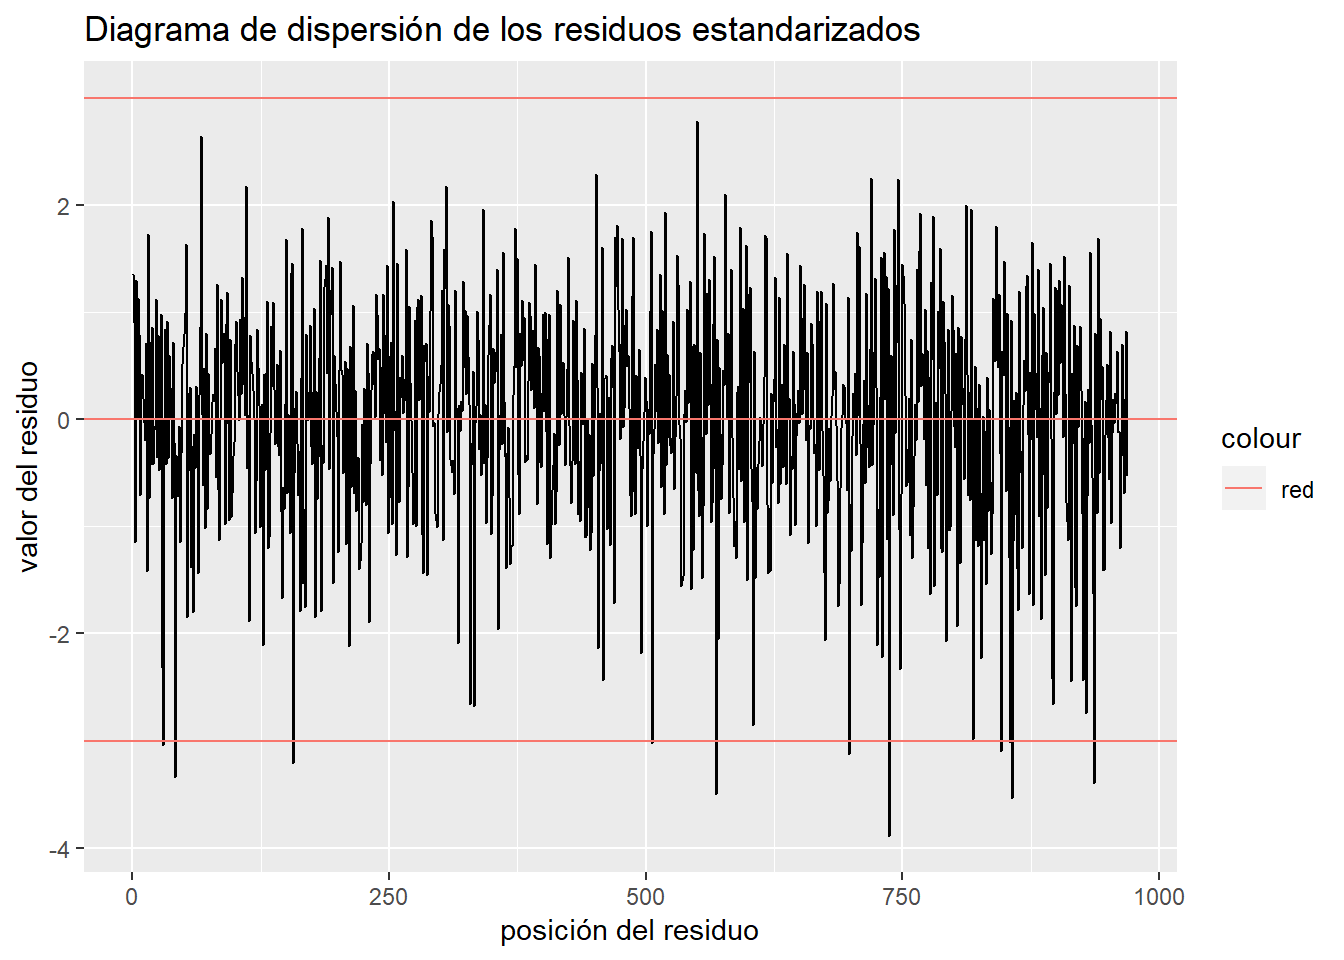 Diagrama de dispersión de los residuos estandarizados
valor del residuo
2
0
-2
-4
0
250
500
750
1000
posición del residuo
colour
red